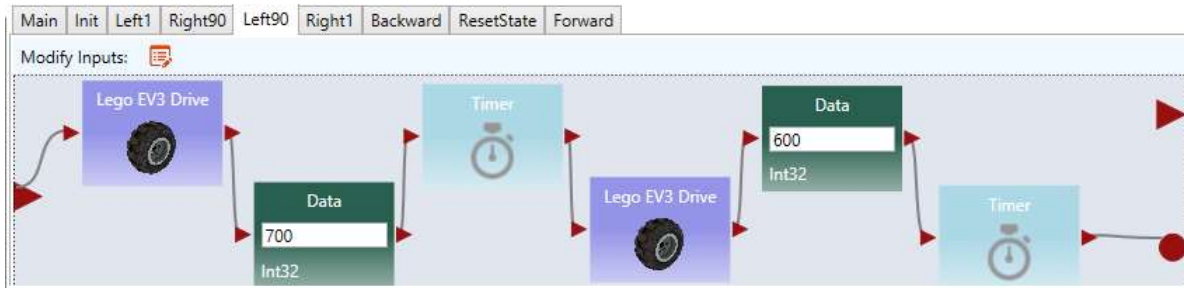 Main Init Left1 Right90 Left90 Right1 Backward ResetState Forward
Modify Inputs:
Lego EV3 Drive
Data
700
Int32
Timer
Lego EV3 Drive
Data
600
Int32
Timer